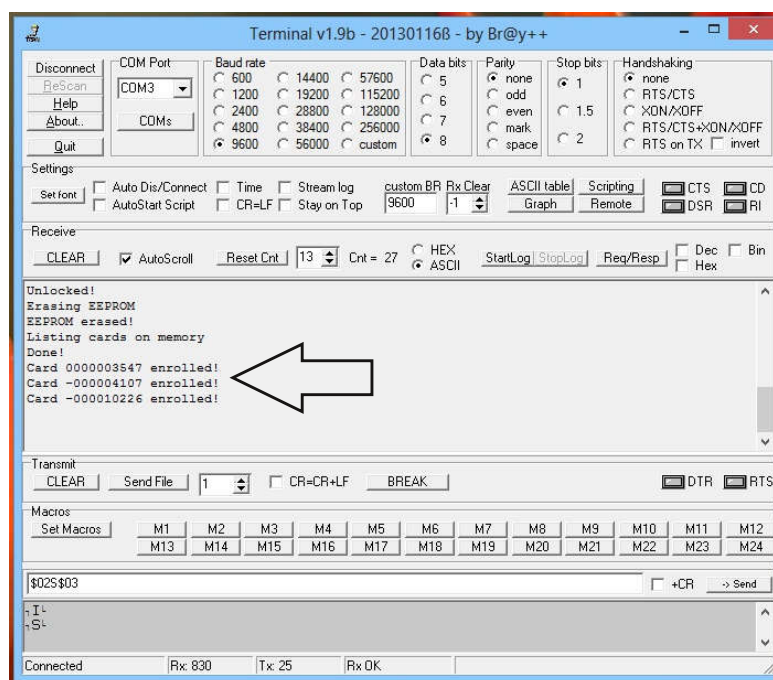 Terminal v1.9b - 20130116ß - by Br@y++
Disconnect
ReScan
Help
About..
Quit
COM Port
COM3
COMs
Baud rate
600 14400 57600
1200 19200 115200
2400 28800 128000
4800 38400 256000
9600 56000 custom
Data bits
5
6
7
8
Parity
none
odd
even
mark
space
Stop bits
1
1.5
2
Handshaking
none
RTS/CTS
XON/XOFF
RTS/CTS+XON/XOFF
RTS on TX invert
Settings
Set font
Auto Dis/Connect Time Stream log
AutoStart Script CR=LF Stay on Top
custom BR Rx Clear
9600 -1
ASCII table Scripting
Graph Remote
CTS CD
DSR RI
Receive
CLEAR AutoScroll Reset Cnt 13 Cnt = 27
HEX
ASCII
StartLog StopLog Req/Resp
Dec Bin
Hex
Unlocked!
Erasing EEPROM
EEPROM erased!
Listing cards on memory
Done!
Card 0000003547 enrolled!
Card -000004107 enrolled!
Card -000010226 enrolled!
Transmit
CLEAR Send File 1 CR=CR+LF BREAK DTR RTS
Macros
Set Macros M1 M2 M3 M4 M5 M6 M7 M8 M9 M10 M11 M12
M13 M14 M15 M16 M17 M18 M19 M20 M21 M22 M23 M24
$02S$03 +CR -> Send
┐I└
┐S└
Connected Rx: 830 Tx: 25 Rx OK